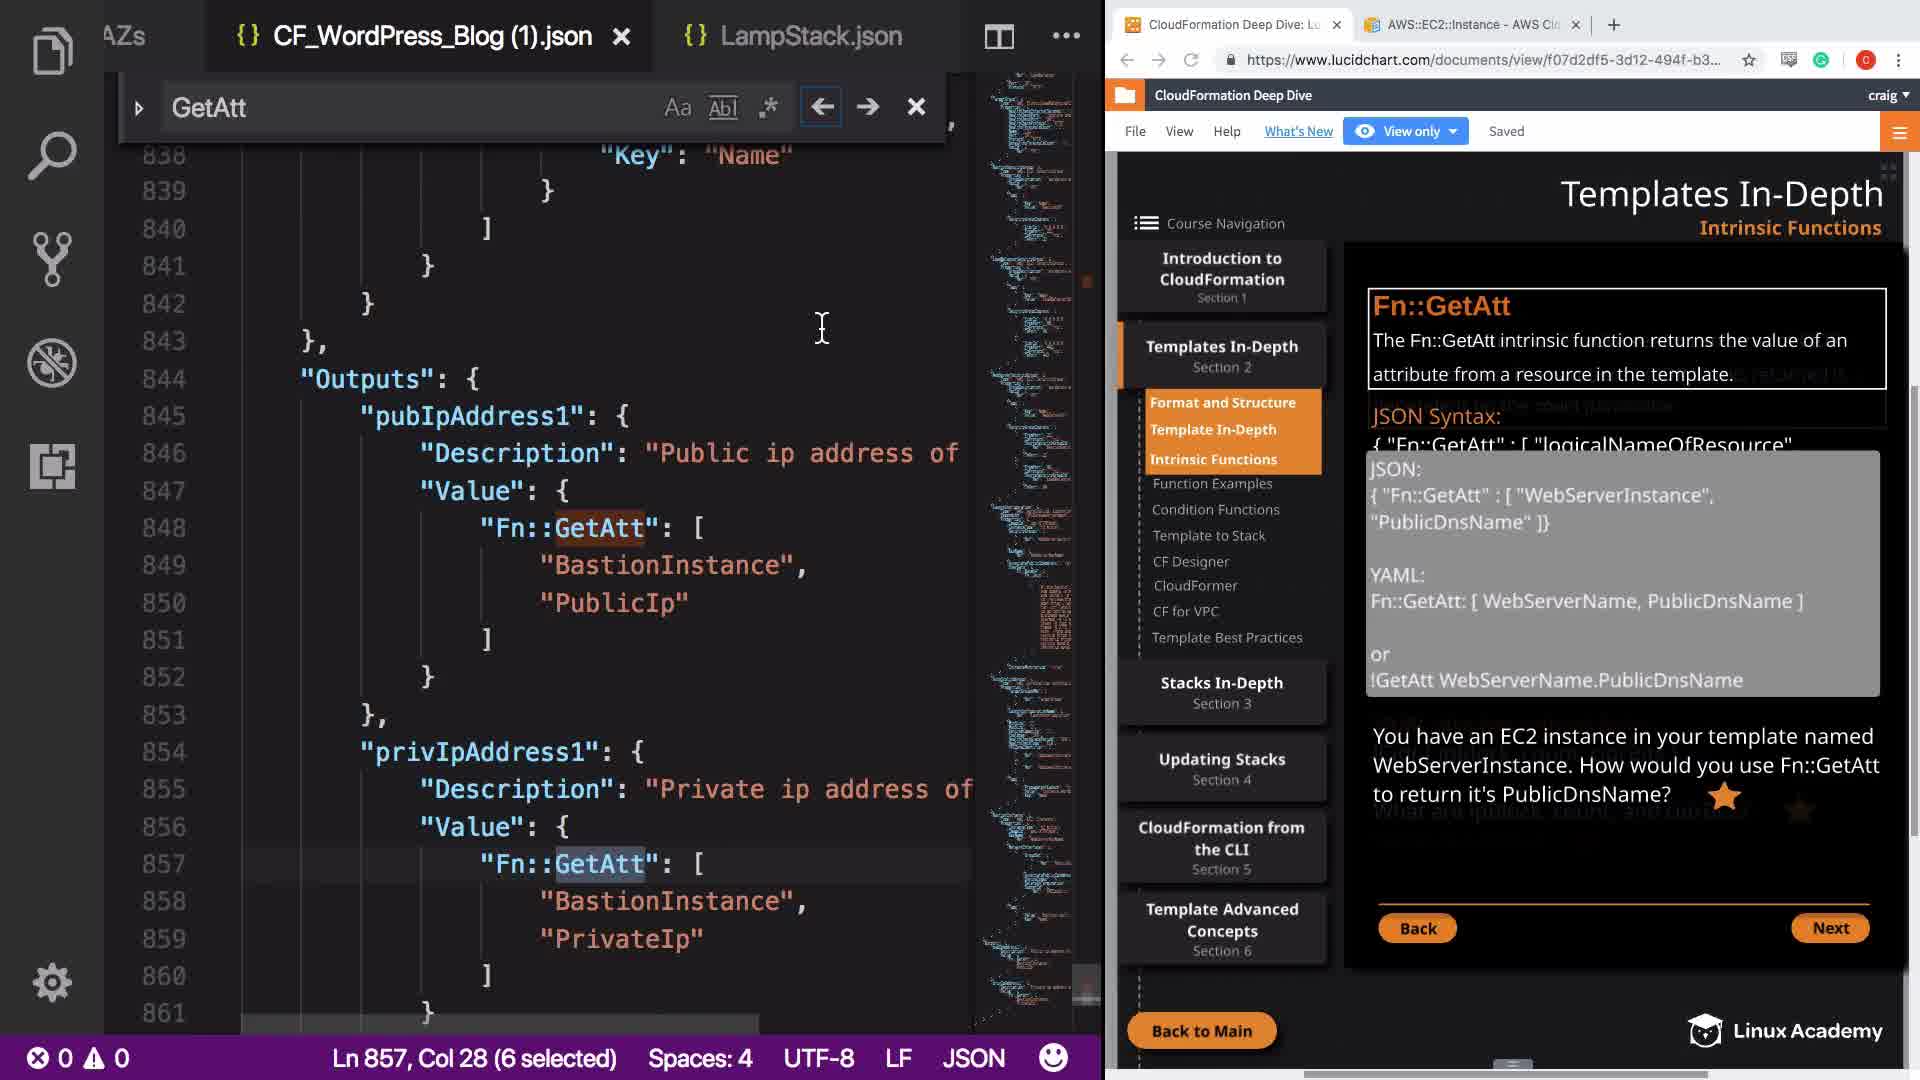 AZs
{} CF_WordPress_Blog (1).json ×
{} LampStack.json
GetAtt
Aa Abl .*
838 "Key": "Name"
839 }
840 ]
841 }
842 }
843 },
844 "Outputs": {
845 "pubIpAddress1": {
846 "Description": "Public ip address of
847 "Value": {
848 "Fn::GetAtt": [
849 "BastionInstance",
850 "PublicIp"
851 ]
852 }
853 },
854 "privIpAddress1": {
855 "Description": "Private ip address of
856 "Value": {
857 "Fn::GetAtt": [
858 "BastionInstance",
859 "PrivateIp"
860 ]
861 }
0 0
Ln 857, Col 28 (6 selected)
Spaces: 4
UTF-8
LF
JSON
CloudFormation Deep Dive: Lu
AWS::EC2::Instance - AWS Clo
https://www.lucidchart.com/documents/view/f07d2df5-3d12-494f-b3...
C
CloudFormation Deep Dive
craig
File View Help What's New View only Saved
Templates In-Depth
Intrinsic Functions
Course Navigation
Introduction to
CloudFormation
Section 1
Templates In-Depth
Section 2
Format and Structure
Template In-Depth
Intrinsic Functions
Function Examples
Condition Functions
Template to Stack
CF Designer
CloudFormer
CF for VPC
Template Best Practices
Stacks In-Depth
Section 3
Updating Stacks
Section 4
CloudFormation from
the CLI
Section 5
Template Advanced
Concepts
Section 6
Back to Main
Fn::GetAtt
The Fn::GetAtt intrinsic function returns the value of an
attribute from a resource in the template.
JSON Syntax:
{ "Fn::GetAtt" : [ "logicalNameOfResource"
JSON:
{ "Fn::GetAtt" : [ "WebServerInstance",
"PublicDnsName" ]}
YAML:
Fn::GetAtt: [ WebServerName, PublicDnsName ]
or
!GetAtt WebServerName.PublicDnsName
You have an EC2 instance in your template named
WebServerInstance. How would you use Fn::GetAtt
to return it's PublicDnsName?
Back
Next
Linux Academy